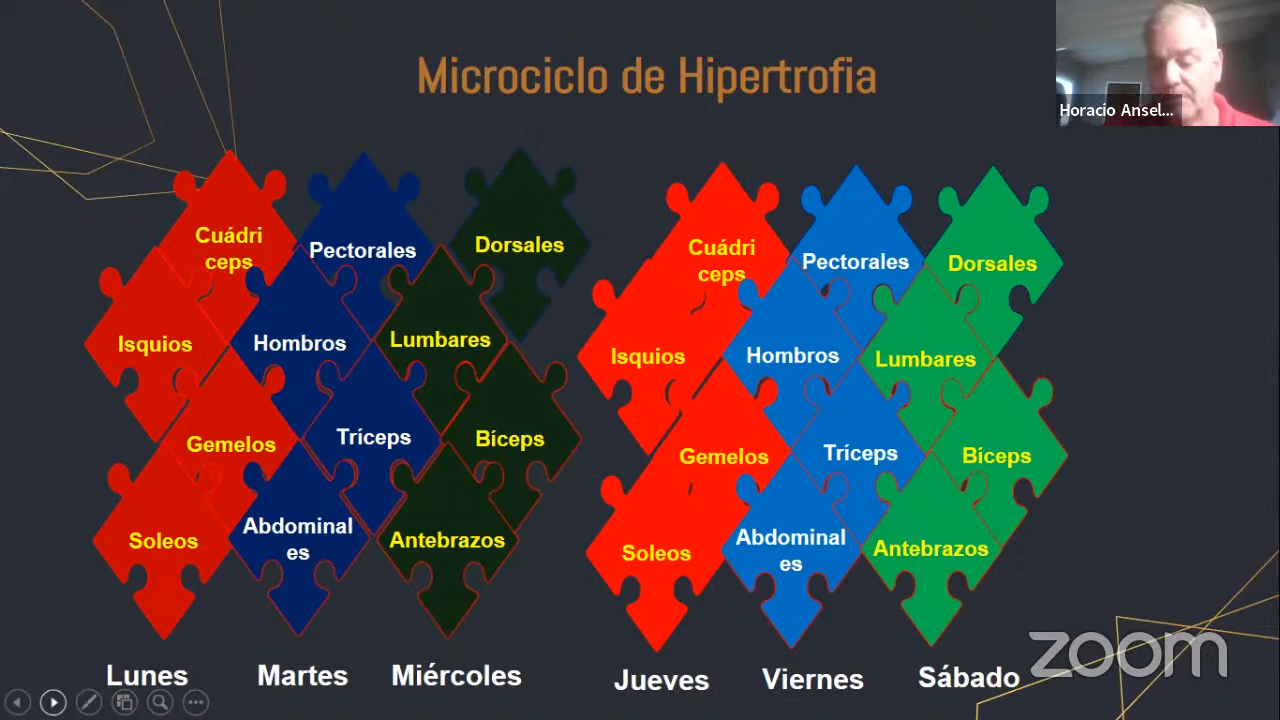 Microciclo de Hipertrofia
Horacio Ansel...
Cuádri
ceps
Pectorales
Dorsales
Isquios
Hombros
Lumbares
Gemelos
Tríceps
Bíceps
Soleos
Abdominal
es
Antebrazos
Cuádri
ceps
Pectorales
Dorsales
Isquios
Hombros
Lumbares
Gemelos
Tríceps
Bíceps
Soleos
Abdominal
es
Antebrazos
Lunes
Martes
Miércoles
Jueves
Viernes
Sábado
zoom